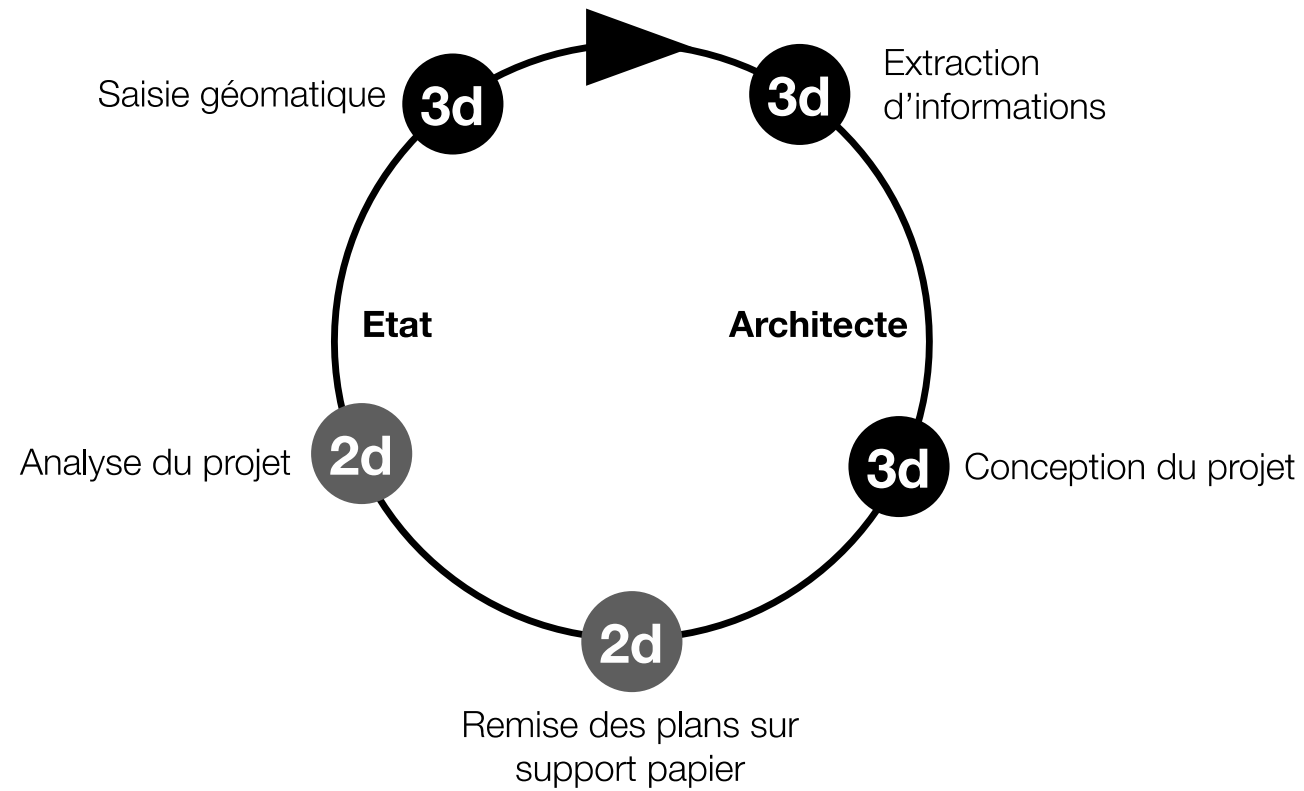 Saisie géomatique
3d
3d
Extraction
d’informations
Etat
Architecte
Analyse du projet
2d
3d
Conception du projet
2d
Remise des plans sur
support papier